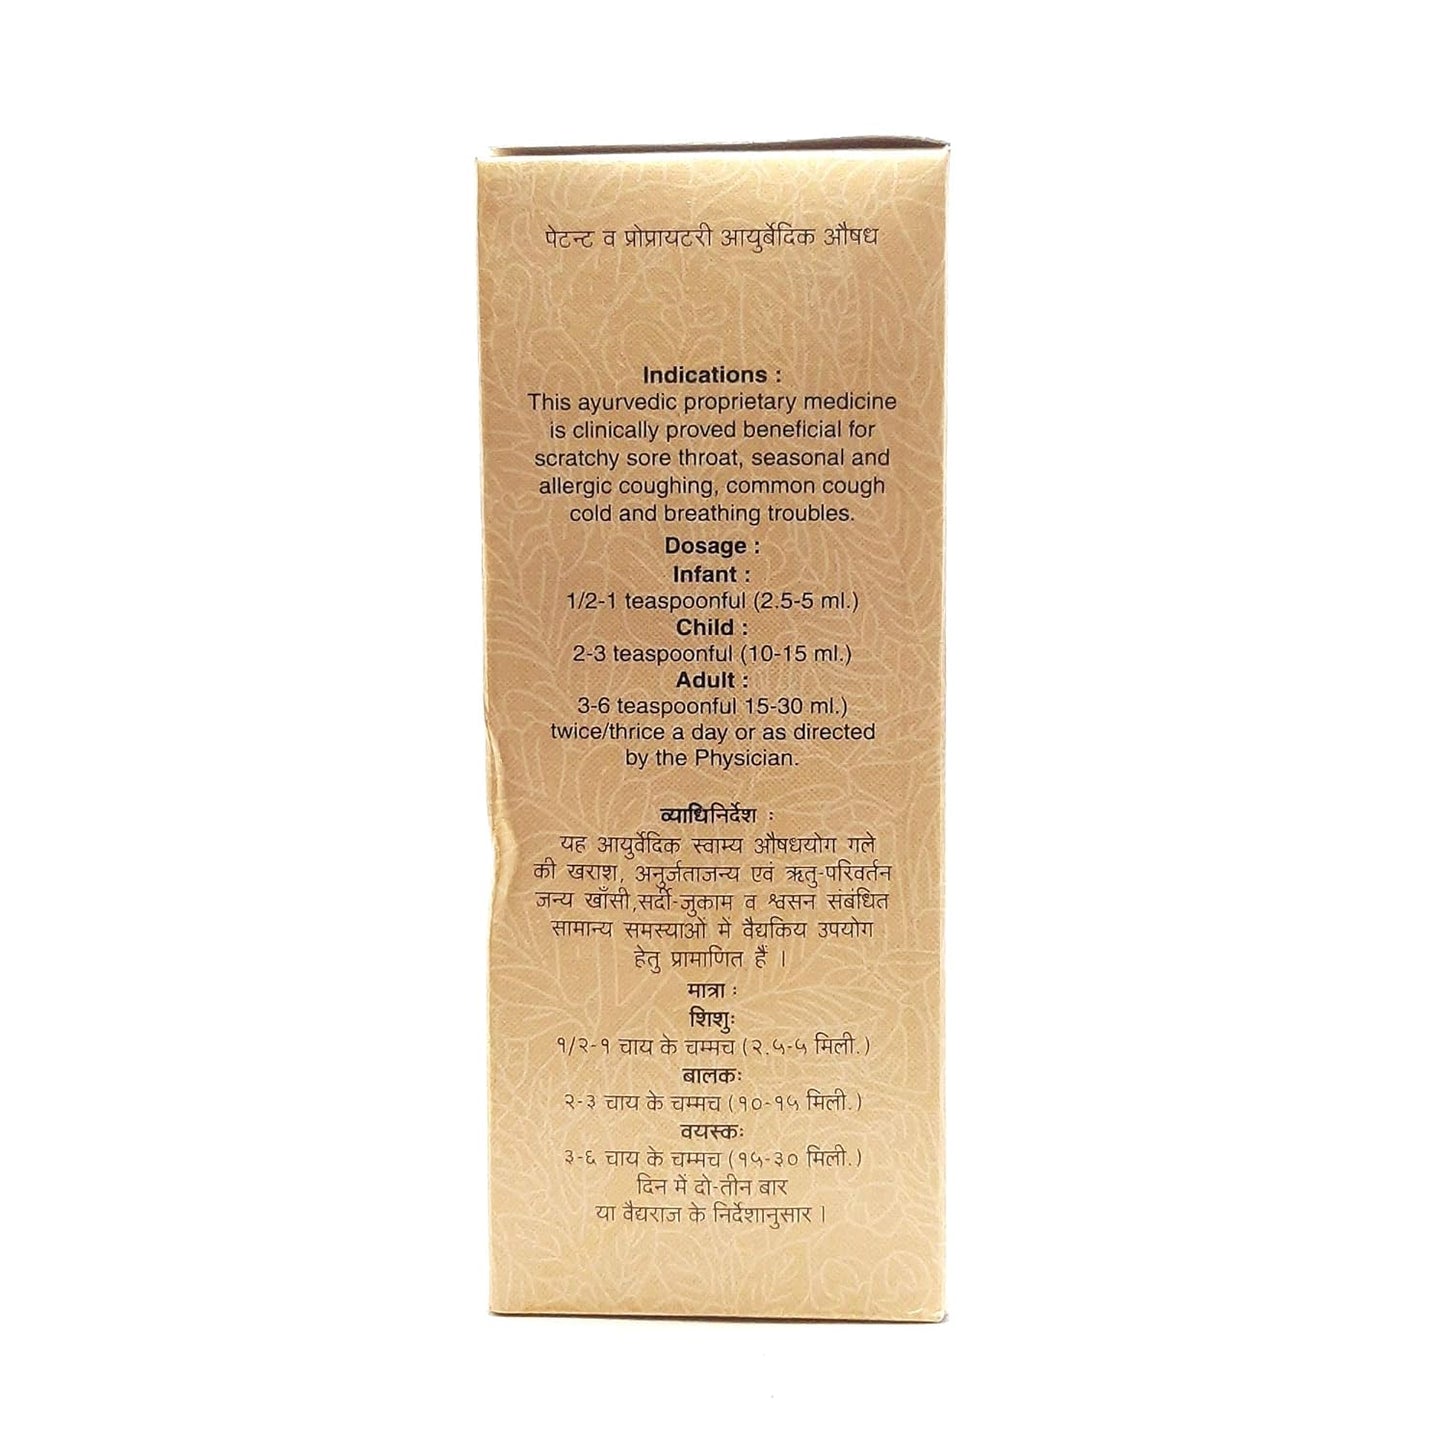 पेटन्ट व प्रोप्रायटरी आयुर्बेदिक औषध
Indications :
This ayurvedic proprietary medicine
is clinically proved beneficial for
scratchy sore throat, seasonal and
allergic coughing, common cough
cold and breathing troubles.
Dosage :
Infant :
1/2-1 teaspoonful (2.5-5 ml.)
Child :
2-3 teaspoonful (10-15 ml.)
Adult :
3-6 teaspoonful 15-30 ml.)
twice/thrice a day or as directed
by the Physician.
व्याधिनिर्देश :
यह आयुर्वेदिक स्वाम्य औषधयोग गले
की खराश, अनुर्जताजन्य एवं ऋतु-परिवर्तन
जन्य खाँसी,सर्दी-जुकाम व श्वसन संबंधित
सामान्य समस्याओं में वैद्यकिय उपयोग
हेतु प्रामाणित हैं ।
मात्रा :
शिशुः
१/२-१ चाय के चम्मच (२.५-५ मिली.)
बालकः
२-३ चाय के चम्मच (१०-१५ मिली.)
वयस्कः
३-६ चाय के चम्मच (१५-३० मिली.)
दिन में दो-तीन बार
या वैद्यराज के निर्देशानुसार ।